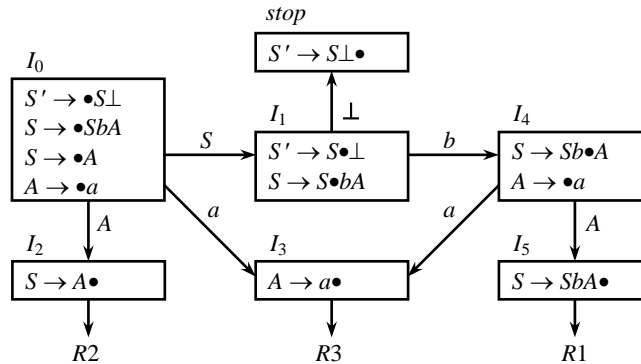 stop
S′ → S⊥•
I0
S′ → •S⊥
S → •SbA
S → •A
A → •a
S
⊥
I1
S′ → S•⊥
S → S•bA
b
I4
S → Sb•A
A → •a
A
a
a
A
I2
S → A•
I3
A → a•
I5
S → SbA•
R2
R3
R1